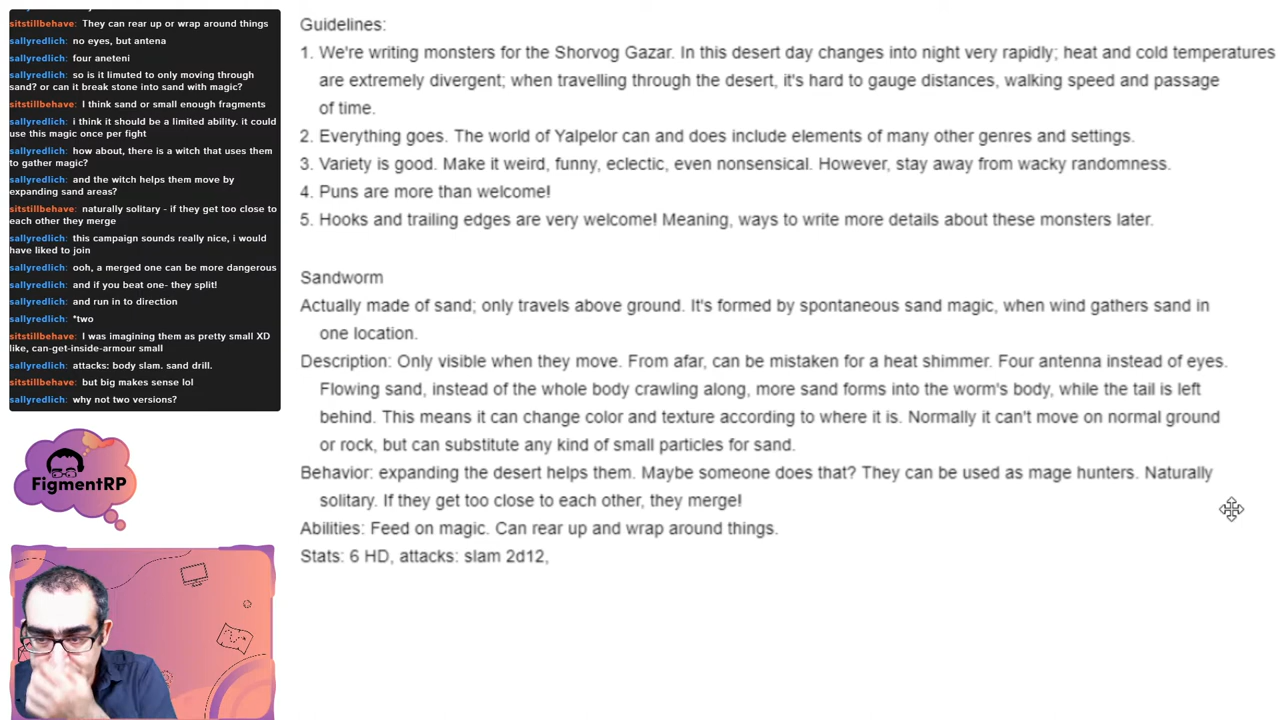 sitstillbehave: They can rear up or wrap around things
sallyredlich: no eyes, but antena
sallyredlich: four aneteni
sallyredlich: so is it limuted to only moving through
sand? or can it break stone into sand with magic?
sitstillbehave: I think sand or small enough fragments
sallyredlich: i think it should be a limited ability. it could
use this magic once per fight
sallyredlich: how about, there is a witch that uses them
to gather magic?
sallyredlich: and the witch helps them move by
expanding sand areas?
sitstillbehave: naturally solitary - if they get too close to
each other they merge
sallyredlich: this campaign sounds really nice, i would
have liked to join
sallyredlich: ooh, a merged one can be more dangerous
sallyredlich: and if you beat one- they split!
sallyredlich: and run in to direction
sallyredlich: *two
sitstillbehave: I was imagining them as pretty small XD
like, can-get-inside-armour small
sallyredlich: attacks: body slam. sand drill.
sitstillbehave: but big makes sense lol
sallyredlich: why not two versions?
FigmentRP
Guidelines:
1. We're writing monsters for the Shorvog Gazar. In this desert day changes into night very rapidly; heat and cold temperatures
are extremely divergent; when travelling through the desert, it's hard to gauge distances, walking speed and passage
of time.
2. Everything goes. The world of Yalpelor can and does include elements of many other genres and settings.
3. Variety is good. Make it weird, funny, eclectic, even nonsensical. However, stay away from wacky randomness.
4. Puns are more than welcome!
5. Hooks and trailing edges are very welcome! Meaning, ways to write more details about these monsters later.
Sandworm
Actually made of sand; only travels above ground. It's formed by spontaneous sand magic, when wind gathers sand in
one location.
Description: Only visible when they move. From afar, can be mistaken for a heat shimmer. Four antenna instead of eyes.
Flowing sand, instead of the whole body crawling along, more sand forms into the worm's body, while the tail is left
behind. This means it can change color and texture according to where it is. Normally it can't move on normal ground
or rock, but can substitute any kind of small particles for sand.
Behavior: expanding the desert helps them. Maybe someone does that? They can be used as mage hunters. Naturally
solitary. If they get too close to each other, they merge!
Abilities: Feed on magic. Can rear up and wrap around things.
Stats: 6 HD, attacks: slam 2d12,